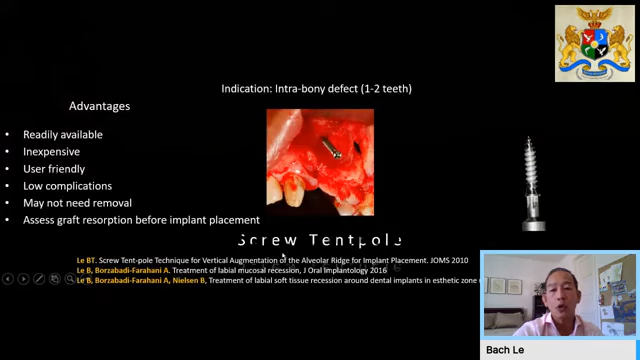 Indication: Intra-bony defect (1-2 teeth)
Advantages
• Readily available
• Inexpensive
• User friendly
• Low complications
• May not need removal
• Assess graft resorption before implant placement
Screw Tentpole
Le BT. Screw Tent-pole Technique for Vertical Augmentation of the Alveolar Ridge for Implant Placement. JOMS 2010
Le B, Borzabadi-Farahani A. Treatment of labial mucosal recession, J Oral Implantology 2016
Le B, Borzabadi-Farahani A, Nielsen B, Treatment of labial soft tissue recession around dental implants in esthetic zone
Bach Le